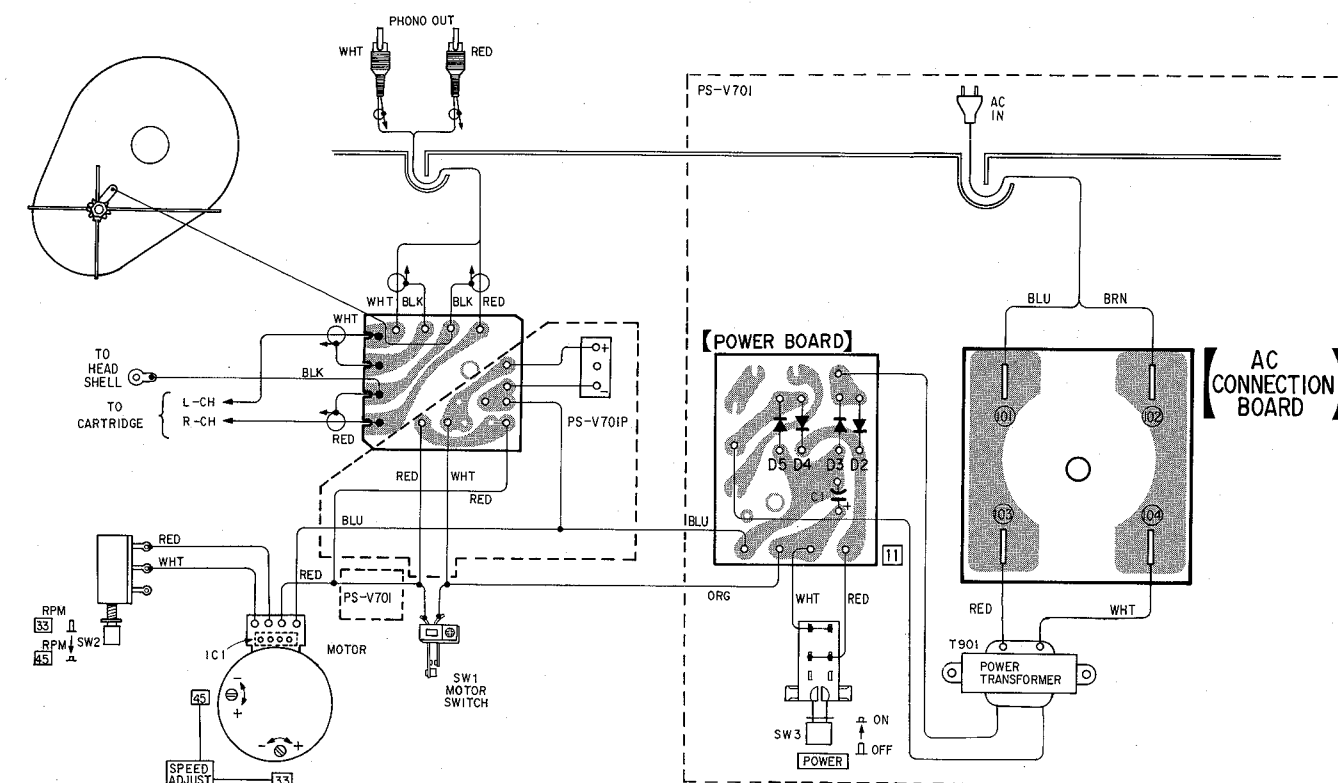 PHONO OUT
WHT
RED
PS-V701
AC
IN
WHT BLK BLK RED
WHT
TO
HEAD
SHELL
BLK
TO
CARTRIDGE
L-CH
R-CH
RED
+
-
PS-V701P
RED WHT
RED
BLU
【POWER BOARD】
D5 D4 D3 D2
C1
+
BLU
11
BLU BRN
101
102
103
104
【AC
CONNECTION
BOARD】
RED
WHT
RED
WHT
RPM
33
RPM
45
SW2
RED
PS-V701
IC1
MOTOR
SW1
MOTOR
SWITCH
ORG
WHT
RED
SW3
ON
OFF
POWER
T901
POWER
TRANSFORMER
45
-
+
- +
SPEED
ADJUST
33